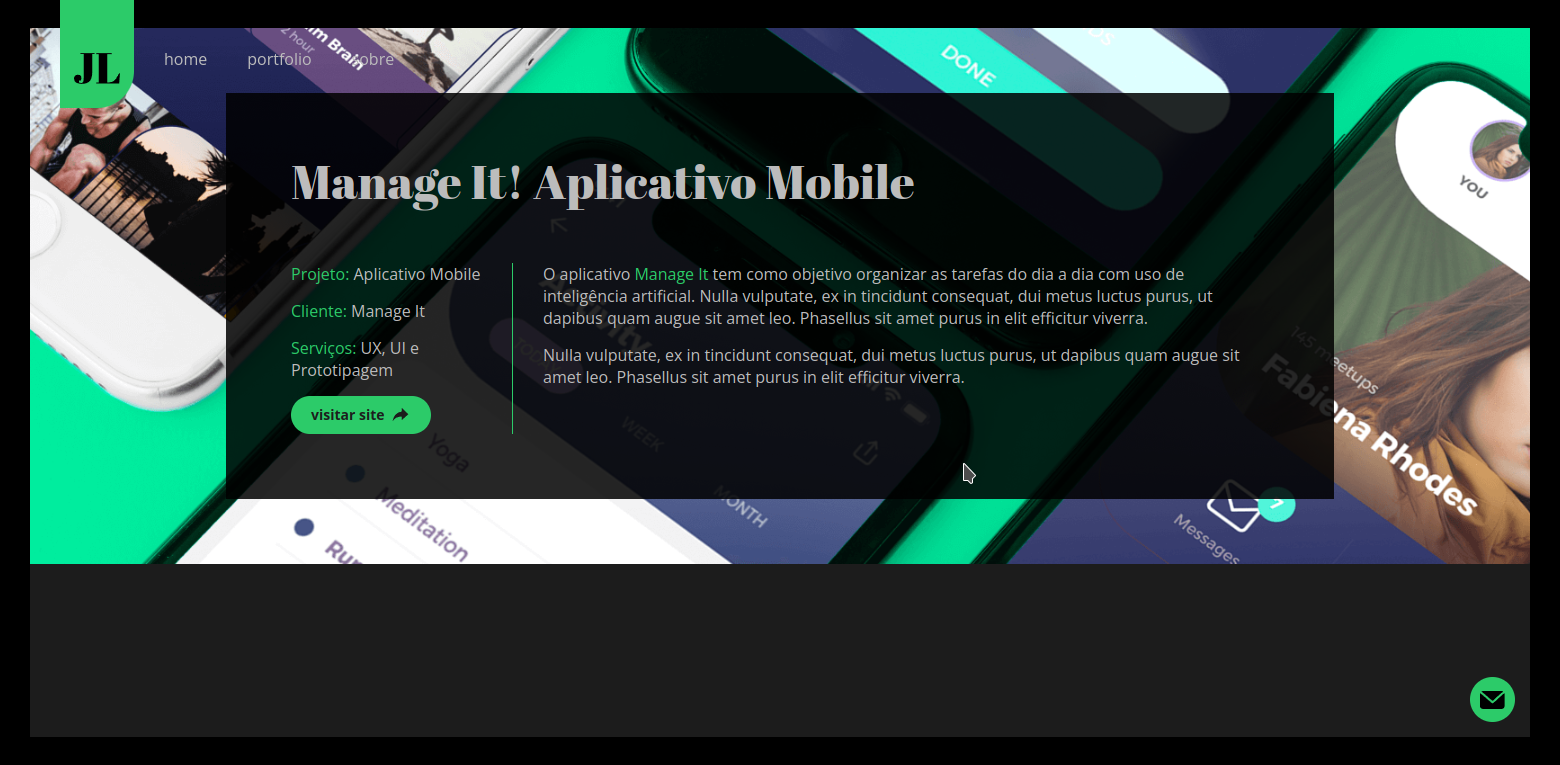 JL
home
portfolio
sobre
2 hour
DONE
YOU
Manage It! Aplicativo Mobile
Projeto: Aplicativo Mobile
Cliente: Manage It
Serviços: UX, UI e
Prototipagem
visitar site
O aplicativo Manage It tem como objetivo organizar as tarefas do dia a dia com uso de
inteligência artificial. Nulla vulputate, ex in tincidunt consequat, dui metus luctus purus, ut
dapibus quam augue sit amet leo. Phasellus sit amet purus in elit efficitur viverra.
Nulla vulputate, ex in tincidunt consequat, dui metus luctus purus, ut dapibus quam augue sit
amet leo. Phasellus sit amet purus in elit efficitur viverra.
145 meetups
Fabiena Rhodes
WEEK
MONTH
Yoga
Meditation
Messages